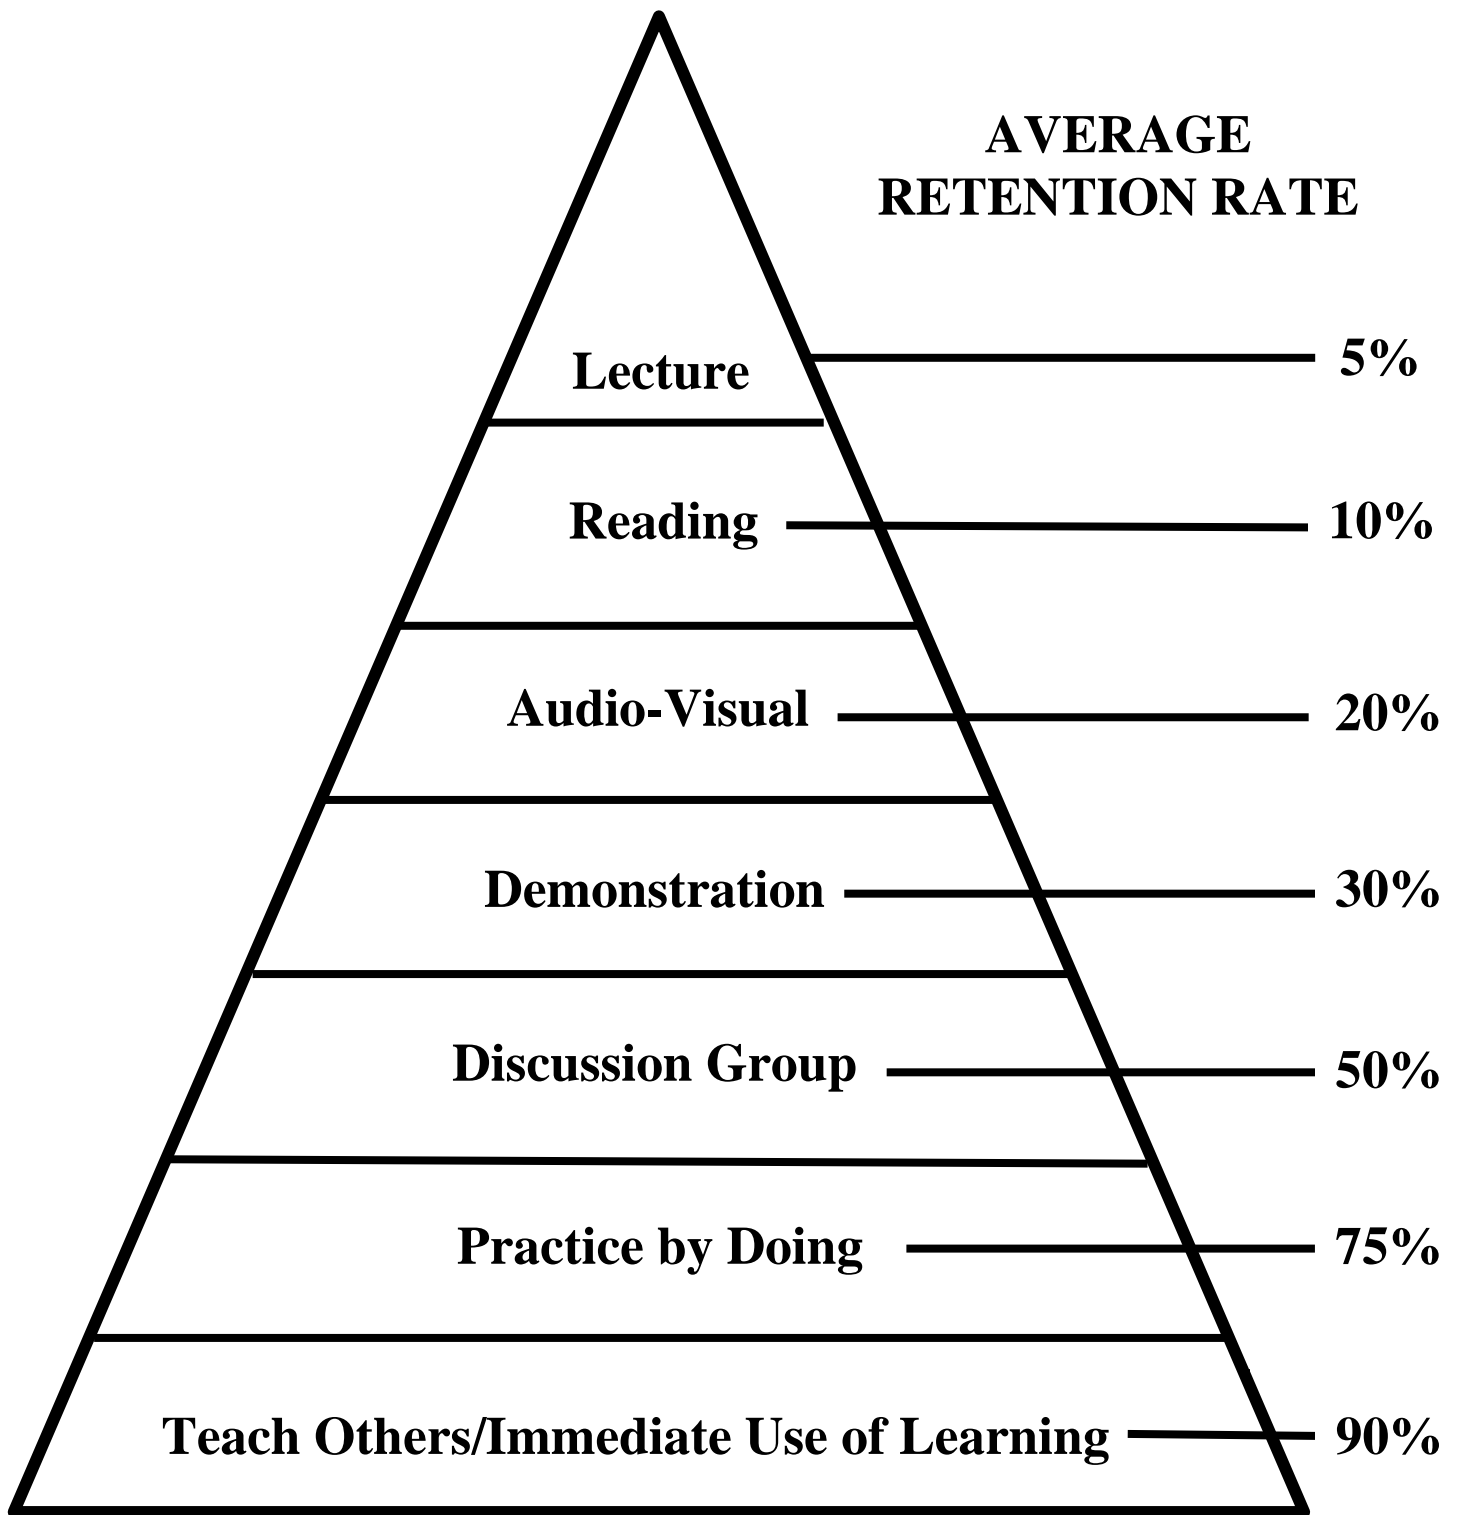 AVERAGE
RETENTION RATE
Lecture 5%
Reading 10%
Audio-Visual 20%
Demonstration 30%
Discussion Group 50%
Practice by Doing 75%
Teach Others/Immediate Use of Learning 90%